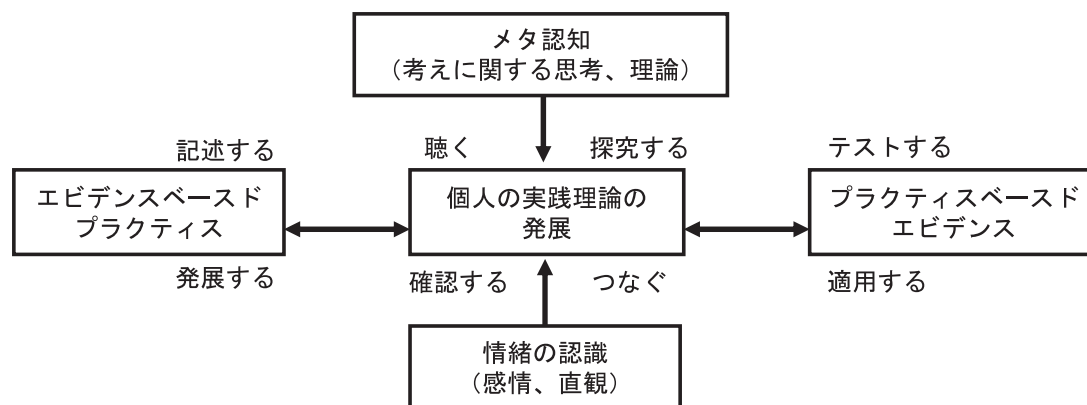 メタ認知
（考えに関する思考、理論）
記述する
聴く
探究する
テストする
エビデンスベースド
プラクティス
個人の実践理論の
発展
プラクティスベースド
エビデンス
発展する
確認する
つなぐ
適用する
情緒の認識
（感情、直観）